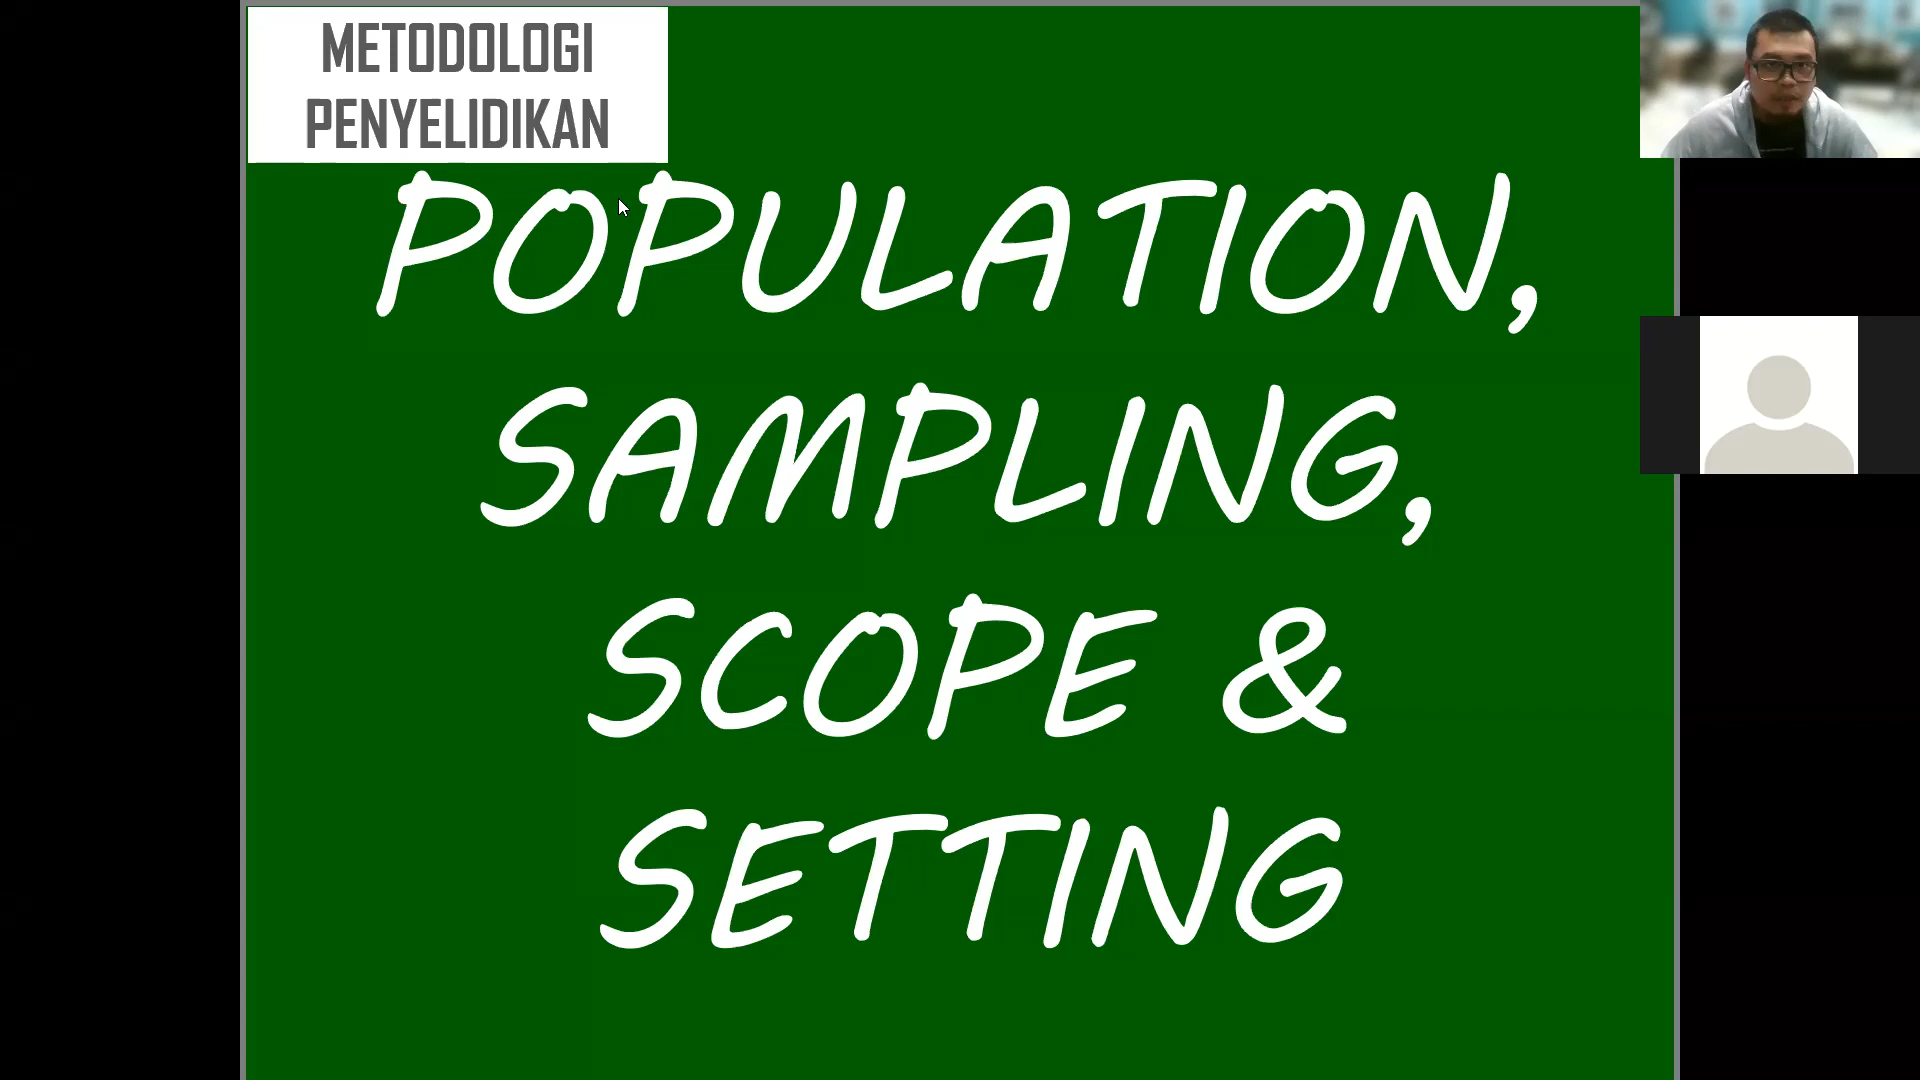 METODOLOGI
PENYELIDIKAN
POPULATION,
SAMPLING,
SCOPE &
SETTING